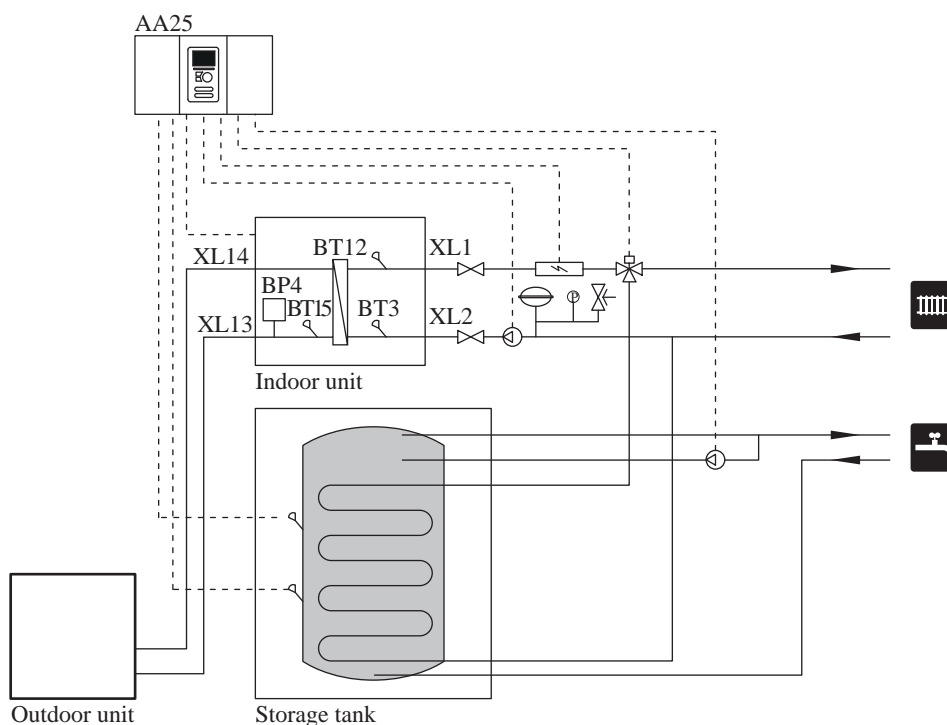 AA25
XL14
BT12
XL1
BP4
BT15
BT3
XL13
XL2
P
Indoor unit
Outdoor unit
Storage tank